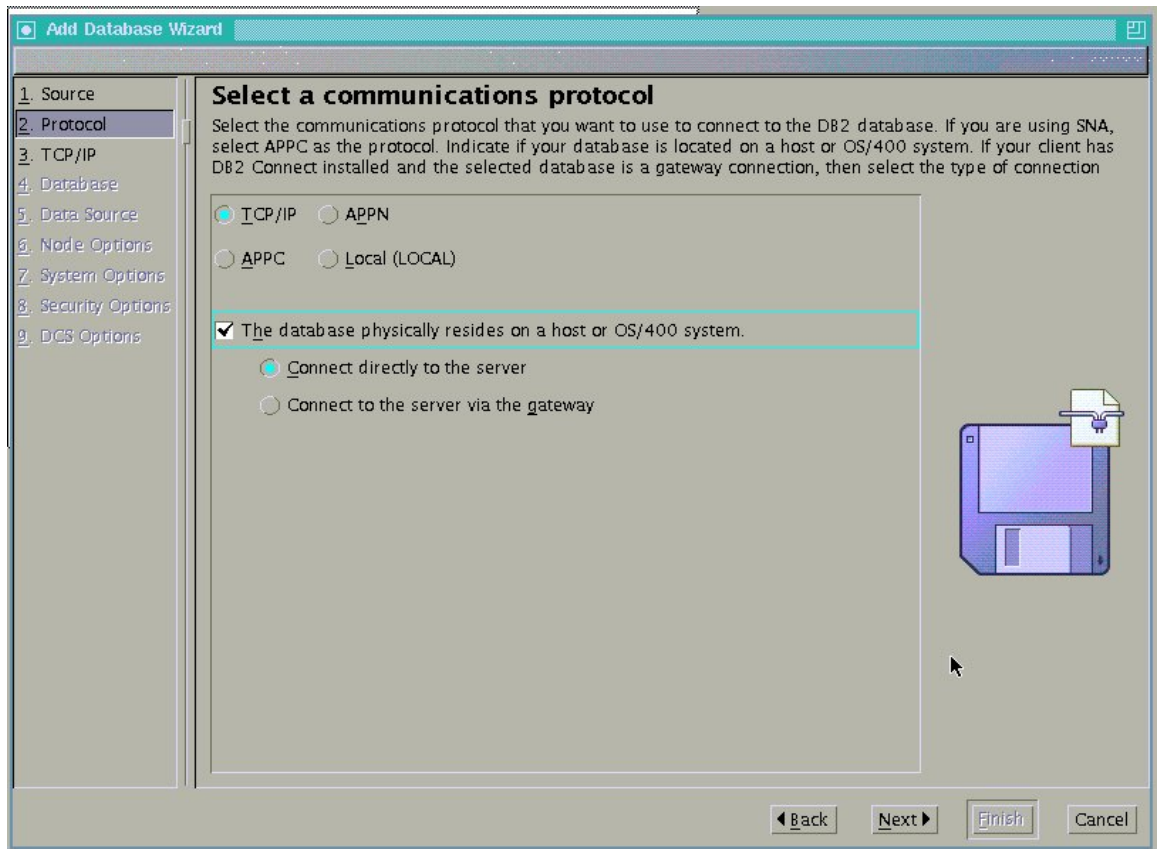 Add Database Wizard
1. Source
2. Protocol
3. TCP/IP
4. Database
5. Data Source
6. Node Options
7. System Options
8. Security Options
9. DCS Options
Select a communications protocol
Select the communications protocol that you want to use to connect to the DB2 database. If you are using SNA,
select APPC as the protocol. Indicate if your database is located on a host or OS/400 system. If your client has
DB2 Connect installed and the selected database is a gateway connection, then select the type of connection
TCP/IP APPN
APPC Local (LOCAL)
The database physically resides on a host or OS/400 system.
Connect directly to the server
Connect to the server via the gateway
Back Next Finish Cancel